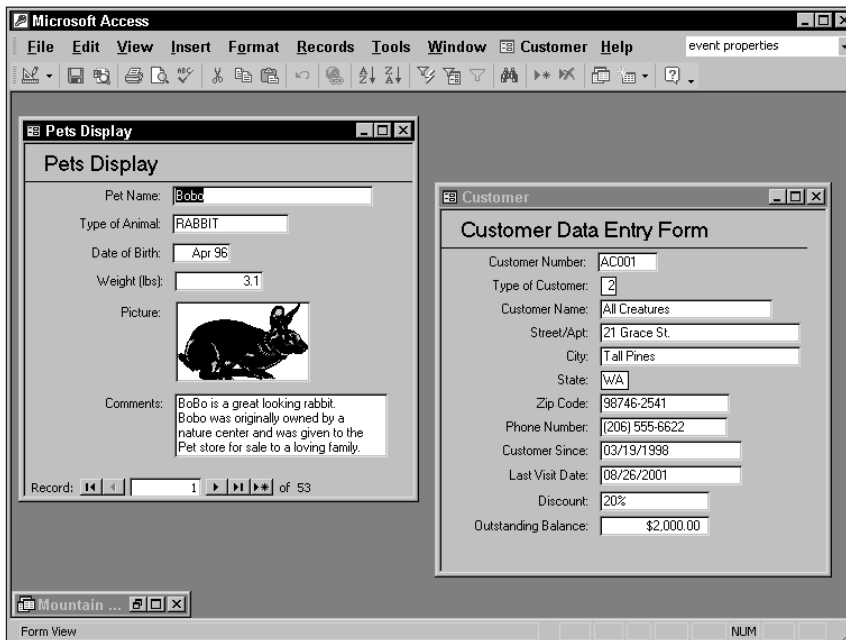 Microsoft Access
File Edit View Insert Format Records Tools Window Customer Help event properties
Pets Display
Pets Display
Pet Name: Bobo
Type of Animal: RABBIT
Date of Birth: Apr 96
Weight (lbs): 3.1
Picture:
Comments: BoBo is a great looking rabbit.
Bobo was originally owned by a
nature center and was given to the
Pet store for sale to a loving family.
Record: 1 of 53
Customer
Customer Data Entry Form
Customer Number: AC001
Type of Customer: 2
Customer Name: All Creatures
Street/Apt: 21 Grace St.
City: Tall Pines
State: WA
Zip Code: 98746-2541
Phone Number: (206) 555-6622
Customer Since: 03/19/1998
Last Visit Date: 08/26/2001
Discount: 20%
Outstanding Balance: $2,000.00
Mountain ...
Form View NUM